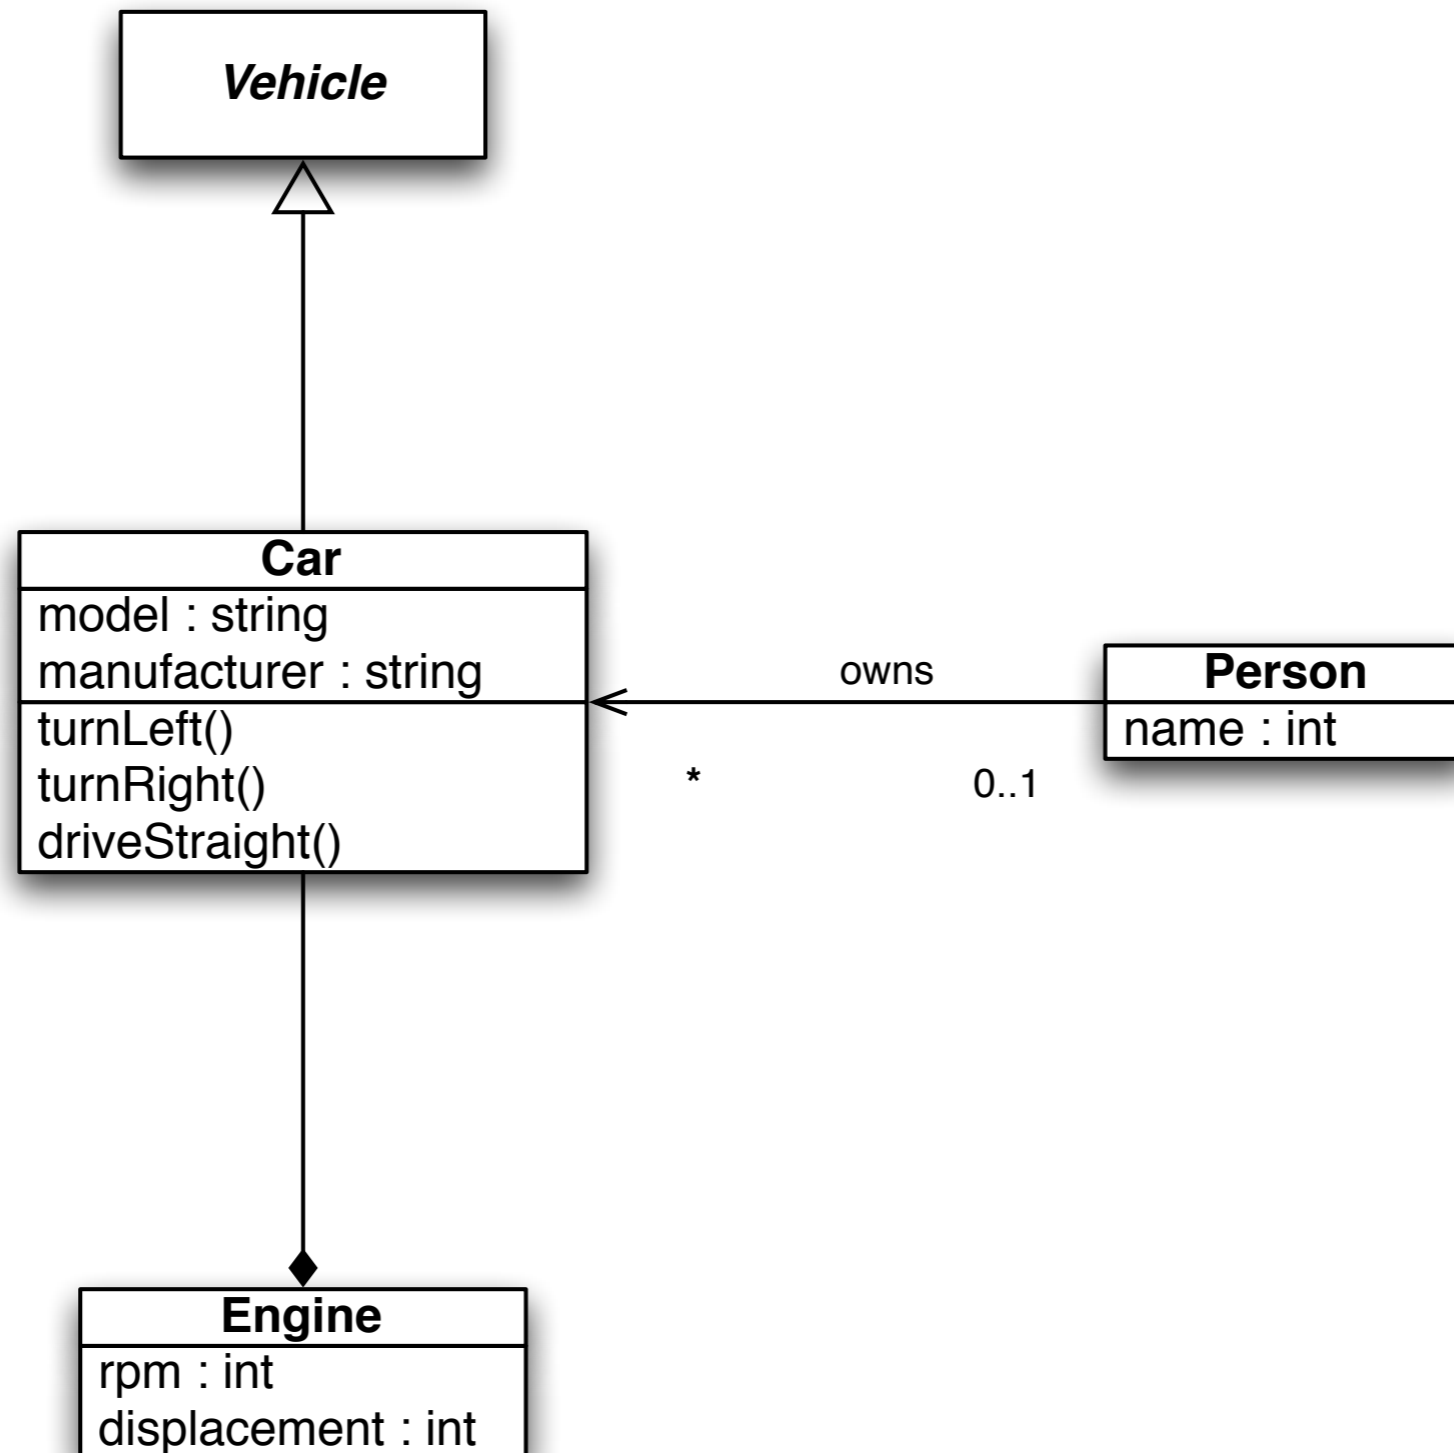 Vehicle
Car
model : string
manufacturer : string
turnLeft()
turnRight()
driveStraight()
owns
*
0..1
Person
name : int
Engine
rpm : int
displacement : int